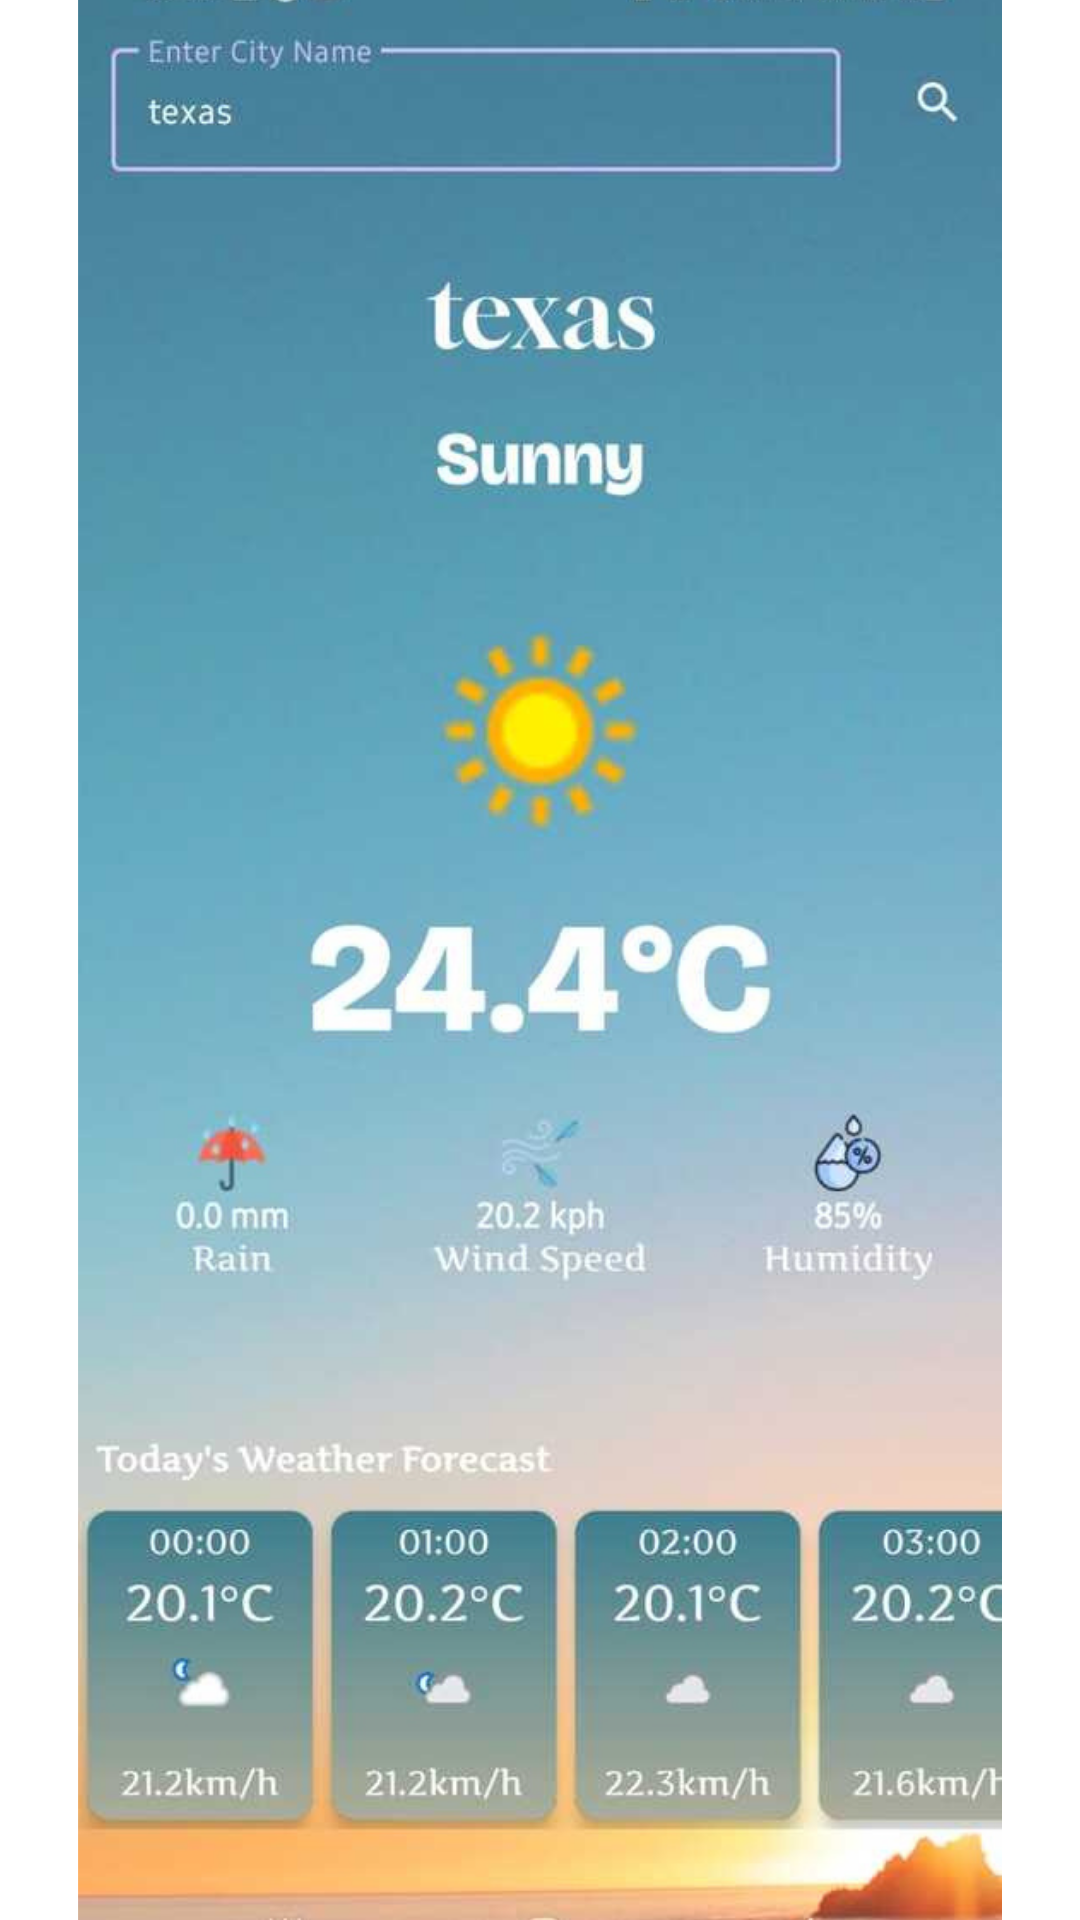 Enter City Name
texas
texas
Sunny
24.4°C
0.0 mm
20.2 kph
85%
Rain
Wind Speed
Humidity
Today's Weather Forecast
00:00
01:00
02:00
03:00
20.1°C
20.2°C
20.1°C
20.2°C
%
21.2km/h
21.2km/h
22.3km/h
21.6km/h